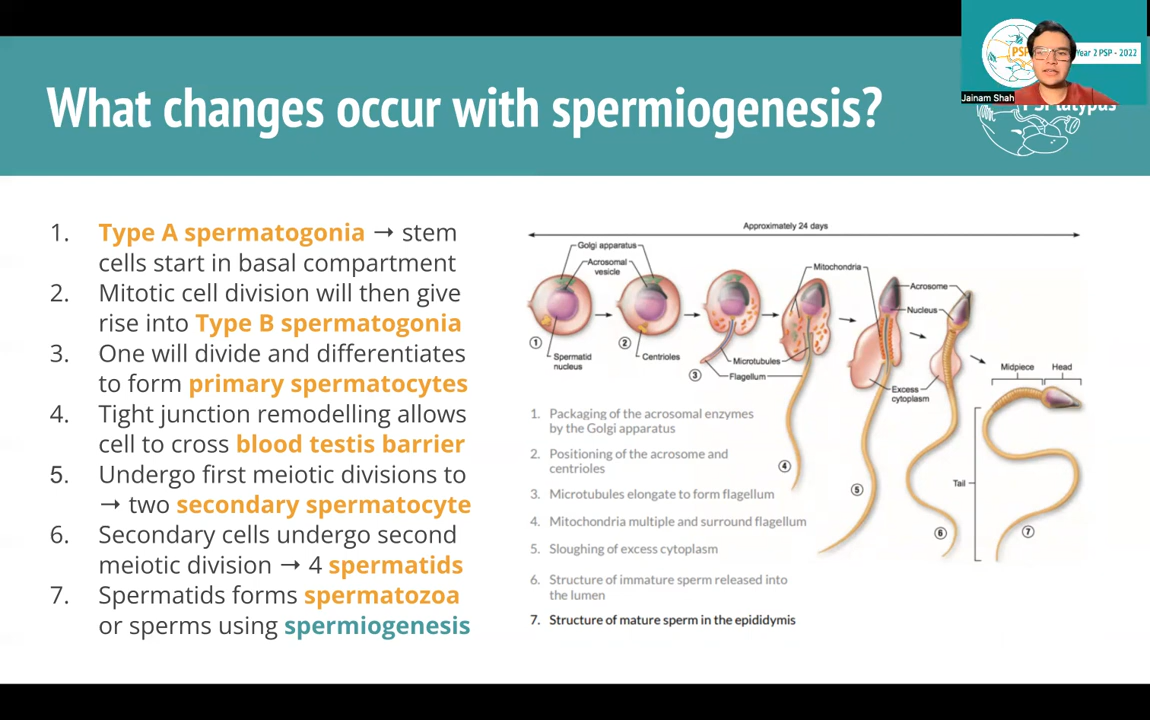 What changes occur with spermiogenesis?
PSP
Year 2 PSP - 2022
Jainam Shah
1. Type A spermatogonia → stem
cells start in basal compartment
2. Mitotic cell division will then give
rise into Type B spermatogonia
3. One will divide and differentiates
to form primary spermatocytes
4. Tight junction remodelling allows
cell to cross blood testis barrier
5. Undergo first meiotic divisions to
→ two secondary spermatocyte
6. Secondary cells undergo second
meiotic division → 4 spermatids
7. Spermatids forms spermatozoa
or sperms using spermiogenesis
Approximately 24 days
Golgi apparatus
Acrosomal
vesicle
Mitochondria
Acrosome
Nucleus
1
Spermatid
nucleus
2
Centrioles
3
Microtubules
Flagellum
Excess
cytoplasm
Midpiece
Head
4
5
6
Tail
7
1. Packaging of the acrosomal enzymes
by the Golgi apparatus
2. Positioning of the acrosome and
centrioles
3. Microtubules elongate to form flagellum
4. Mitochondria multiple and surround flagellum
5. Sloughing of excess cytoplasm
6. Structure of immature sperm released into
the lumen
7. Structure of mature sperm in the epididymis